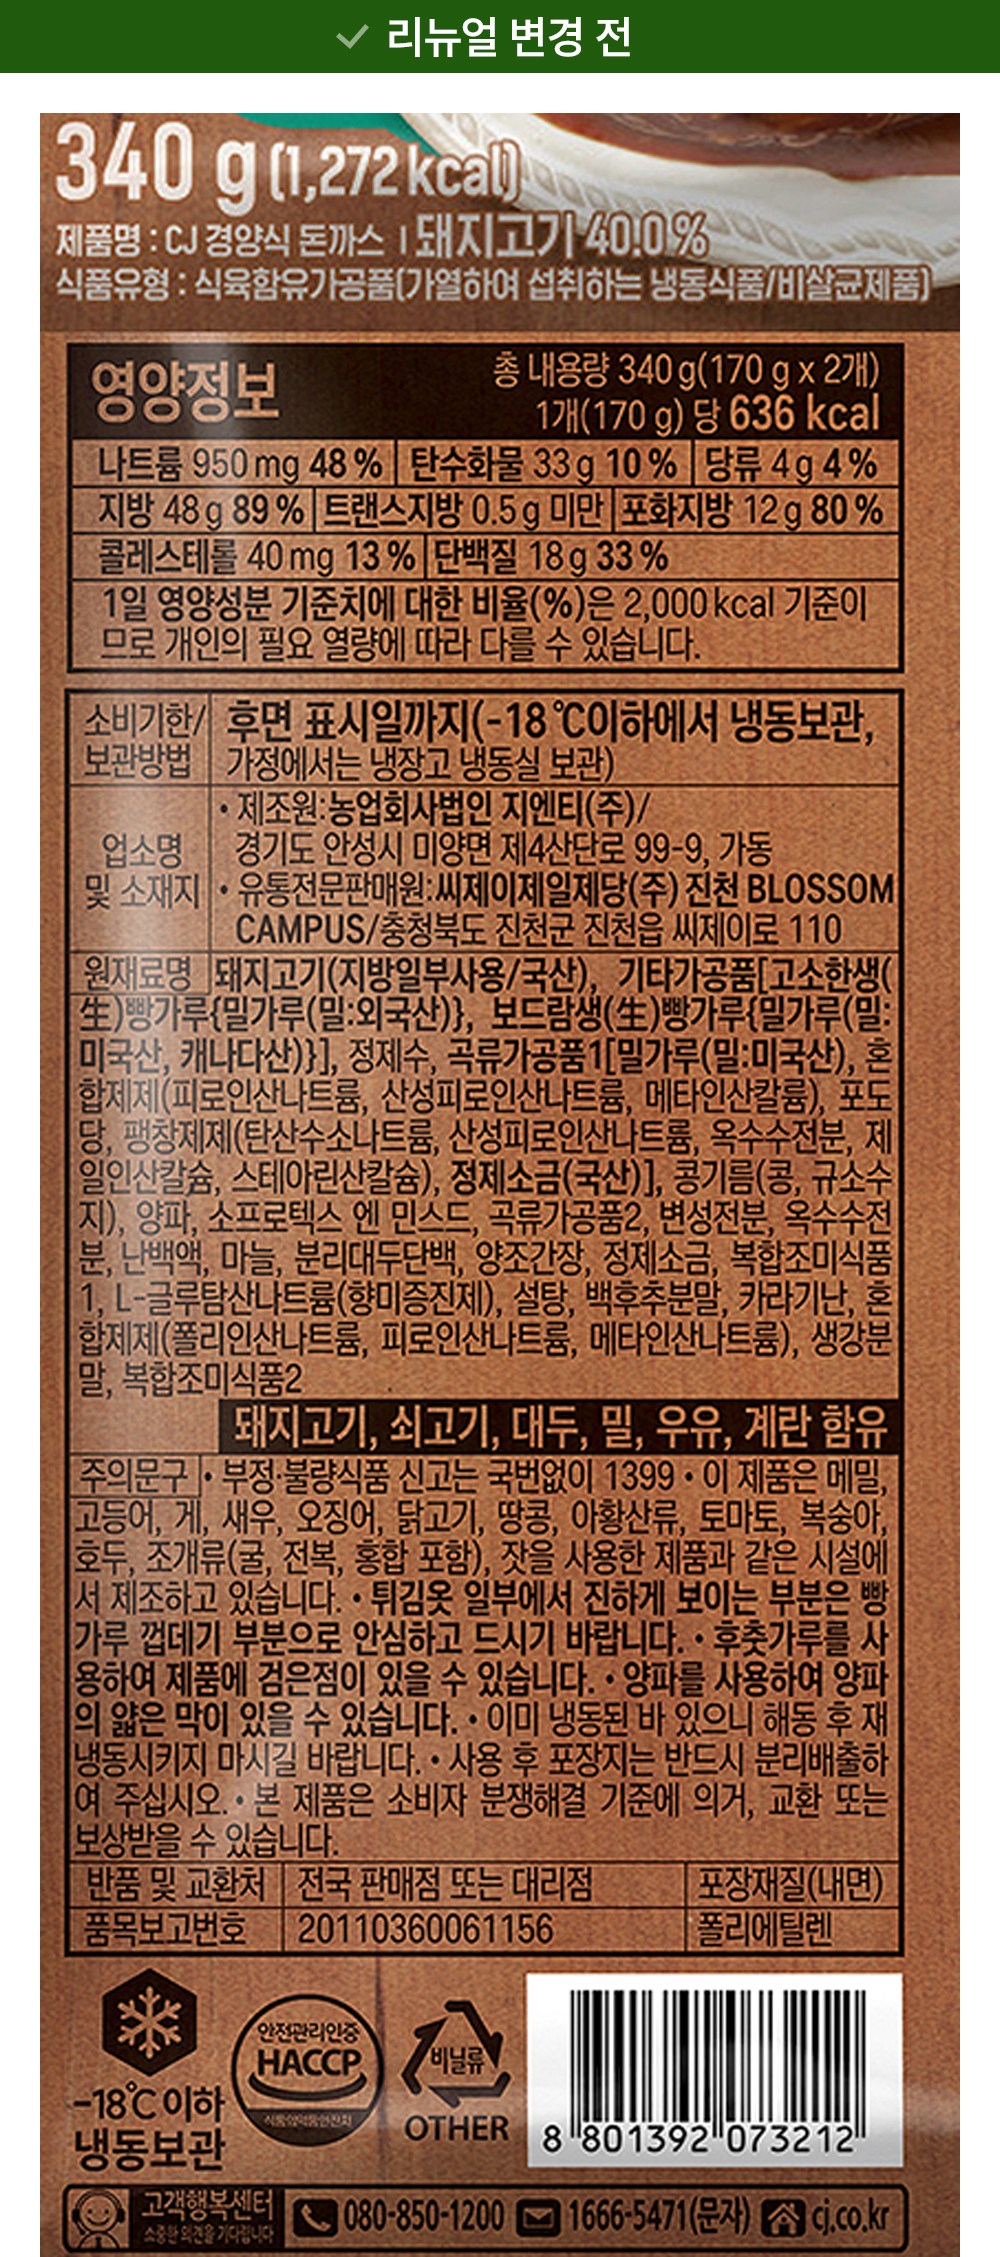 리뉴얼 변경 전
340 g (1,272 kcal)
제품명 : CJ 경양식 돈까스 | 돼지고기 40.0 %
식품유형 : 식육함유가공품(가열하여 섭취하는 냉동식품/비살균제품)
영양정보
총 내용량 340 g(170 g x 2개)
1개(170 g) 당 636 kcal
나트륨 950 mg 48 % 탄수화물 33 g 10 % 당류 4 g 4 %
지방 48 g 89 % 트랜스지방 0.5 g 미만 포화지방 12 g 80 %
콜레스테롤 40 mg 13 % 단백질 18 g 33 %
1일 영양성분 기준치에 대한 비율(%)은 2,000 kcal 기준이
므로 개인의 필요 열량에 따라 다를 수 있습니다.
소비기한/ 후면 표시일까지(-18 ℃이하에서 냉동보관,
보관방법 가정에서는 냉장고 냉동실 보관)
• 제조원:농업회사법인 지엔티(주)/
업소명 경기도 안성시 미양면 제4산단로 99-9, 가동
및 소재지 • 유통전문판매원:씨제이제일제당(주) 진천 BLOSSOM
CAMPUS/충청북도 진천군 진천읍 씨제이로 110
원재료명 돼지고기(지방일부사용/국산), 기타가공품[고소한생(
生)빵가루{밀가루(밀:외국산)}, 보드람생(生)빵가루{밀가루(밀:
미국산, 캐나다산)}], 정제수, 곡류가공품1[밀가루(밀:미국산), 혼
합제제(피로인산나트륨, 산성피로인산나트륨, 메타인산칼륨), 포도
당, 팽창제제(탄산수소나트륨, 산성피로인산나트륨, 옥수수전분, 제
일인산칼슘, 스테아린산칼슘), 정제소금(국산)], 콩기름(콩, 규소수
지), 양파, 소프로텍스 엔 민스드, 곡류가공품2, 변성전분, 옥수수전
분, 난백액, 마늘, 분리대두단백, 양조간장, 정제소금, 복합조미식품
1, L-글루탐산나트륨(향미증진제), 설탕, 백후추분말, 카라기난, 혼
합제제(폴리인산나트륨, 피로인산나트륨, 메타인산나트륨), 생강분
말, 복합조미식품2
돼지고기, 쇠고기, 대두, 밀, 우유, 계란 함유
주의문구 • 부정·불량식품 신고는 국번없이 1399 • 이 제품은 메밀,
고등어, 게, 새우, 오징어, 닭고기, 땅콩, 아황산류, 토마토, 복숭아,
호두, 조개류(굴, 전복, 홍합 포함), 잣을 사용한 제품과 같은 시설에
서 제조하고 있습니다. • 튀김옷 일부에서 진하게 보이는 부분은 빵
가루 껍데기 부분으로 안심하고 드시기 바랍니다. • 후춧가루를 사
용하여 제품에 검은점이 있을 수 있습니다. • 양파를 사용하여 양파
의 얇은 막이 있을 수 있습니다. • 이미 냉동된 바 있으니 해동 후 재
냉동시키지 마시길 바랍니다. • 사용 후 포장지는 반드시 분리배출하
여 주십시오. • 본 제품은 소비자 분쟁해결 기준에 의거, 교환 또는
보상받을 수 있습니다.
반품 및 교환처 전국 판매점 또는 대리점 포장재질(내면)
품목보고번호 20110360061156 폴리에틸렌
-18℃ 이하
냉동보관
안전관리인증
HACCP
식품의약품안전처
비닐류
OTHER
8 801392 073212
고객행복센터
소중한 의견을 기다립니다
080-850-1200 1666-5471(문자) cj.co.kr